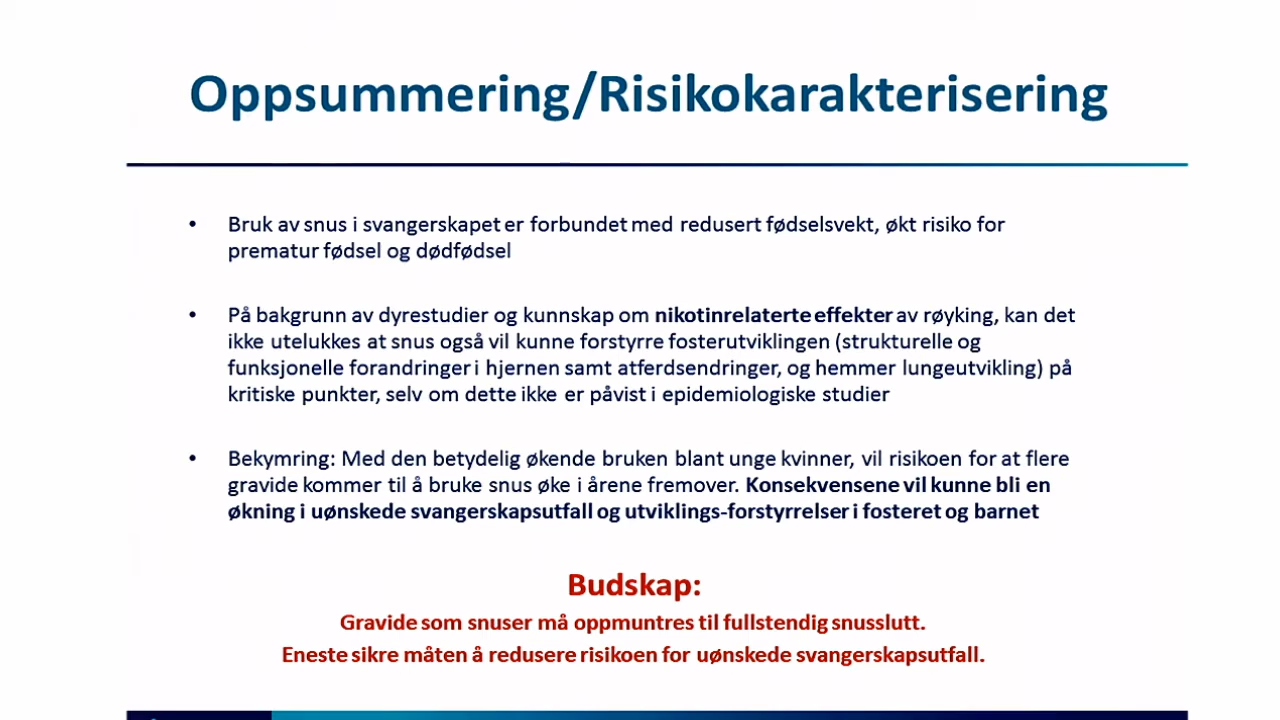 Oppsummering/Risikokarakterisering
• Bruk av snus i svangerskapet er forbundet med redusert fødselsvekt, økt risiko for
prematur fødsel og dødfødsel
• På bakgrunn av dyrestudier og kunnskap om nikotinrelaterte effekter av røyking, kan det
ikke utelukkes at snus også vil kunne forstyrre fosterutviklingen (strukturelle og
funksjonelle forandringer i hjernen samt atferdsendringer, og hemmer lungeutvikling) på
kritiske punkter, selv om dette ikke er påvist i epidemiologiske studier
• Bekymring: Med den betydelig økende bruken blant unge kvinner, vil risikoen for at flere
gravide kommer til å bruke snus øke i årene fremover. Konsekvensene vil kunne bli en
økning i uønskede svangerskapsutfall og utviklings-forstyrrelser i fosteret og barnet
Budskap:
Gravide som snuser må oppmuntres til fullstendig snusslutt.
Eneste sikre måten å redusere risikoen for uønskede svangerskapsutfall.